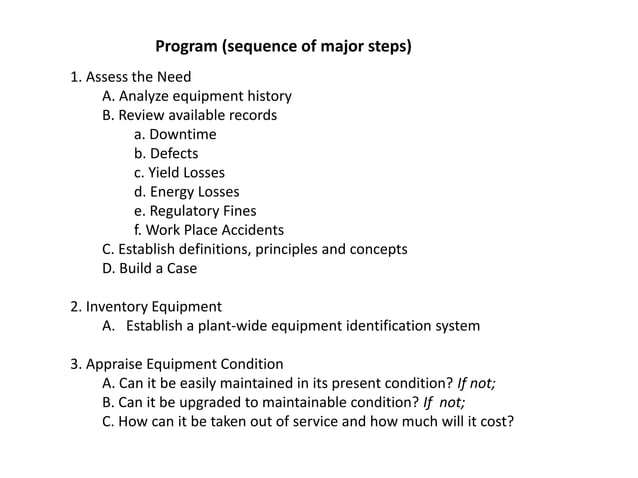 Program (sequence of major steps)
1. Assess the Need
A. Analyze equipment history
B. Review available records
a. Downtime
b. Defects
c. Yield Losses
d. Energy Losses
e. Regulatory Fines
f. Work Place Accidents
C. Establish definitions, principles and concepts
D. Build a Case
2. Inventory Equipment
A. Establish a plant-wide equipment identification system
3. Appraise Equipment Condition
A. Can it be easily maintained in its present condition? If not;
B. Can it be upgraded to maintainable condition? If not;
C. How can it be taken out of service and how much will it cost?